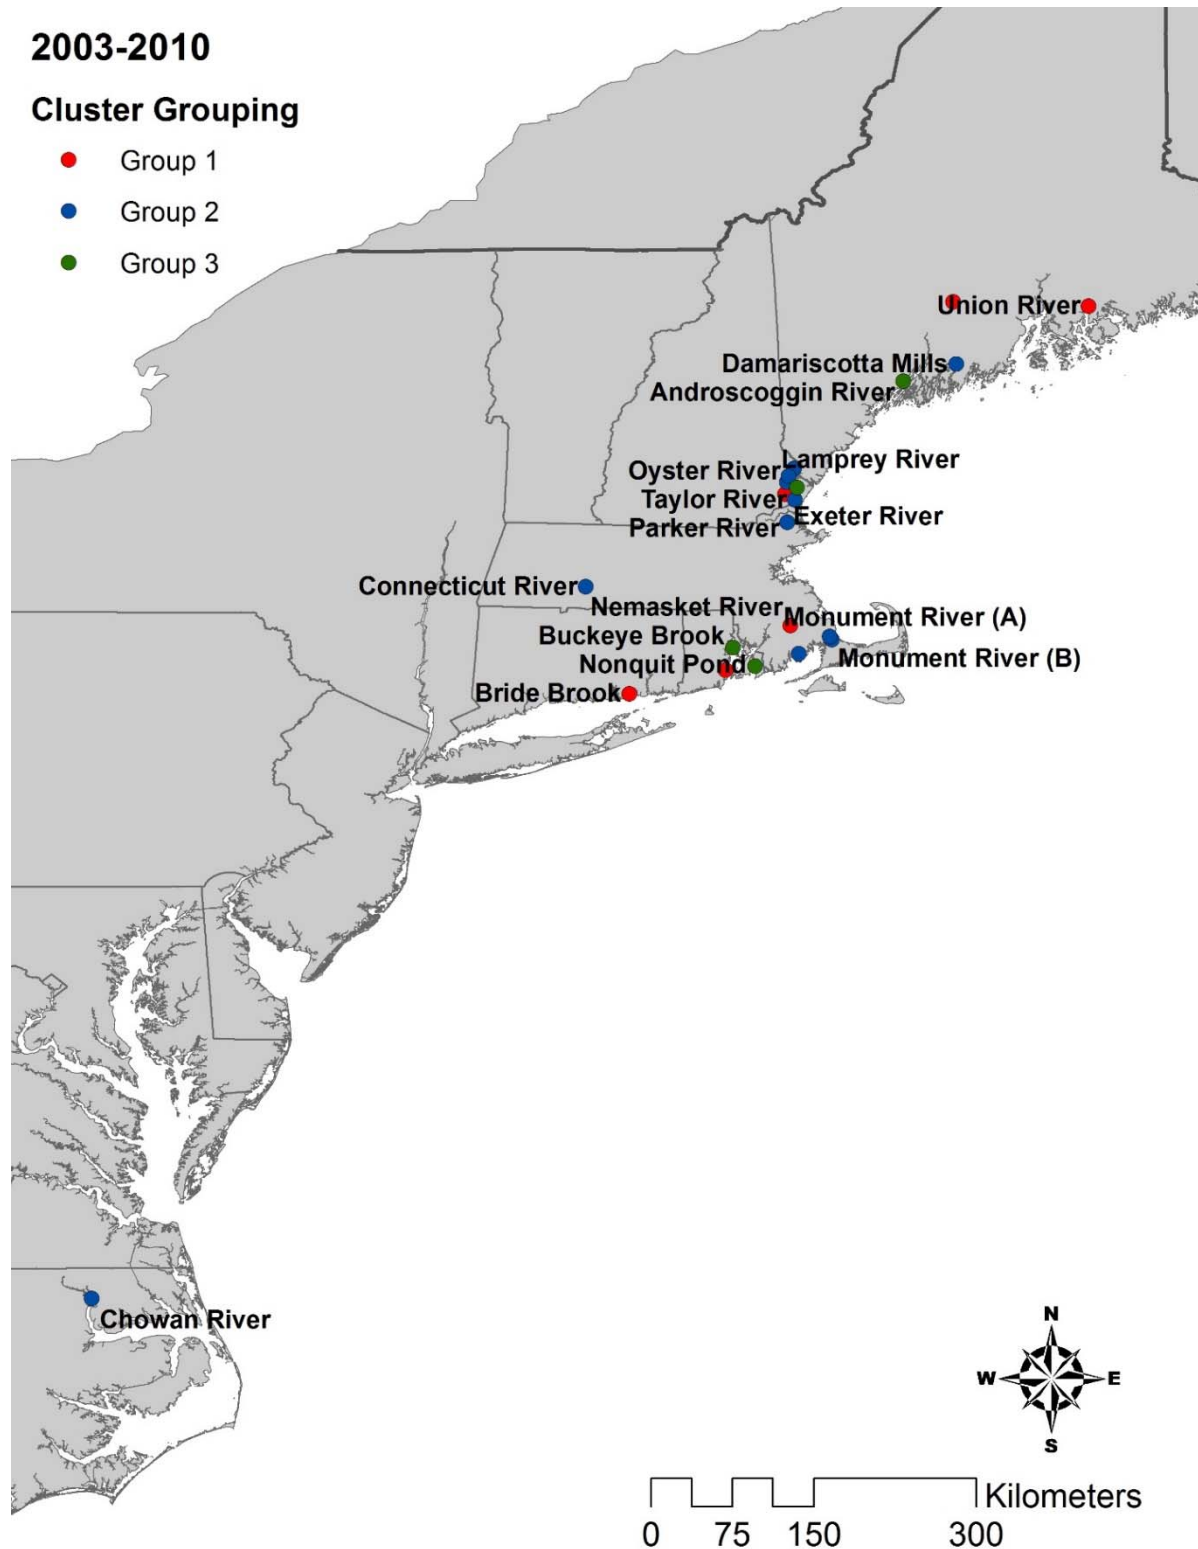 2003-2010
Cluster Grouping
Group 1
Group 2
Group 3
Union River
Damariscotta Mills
Androscoggin River
Lamprey River
Oyster River
Taylor River
Exeter River
Parker River
Connecticut River
Nemasket River
Monument River (A)
Buckeye Brook
Monument River (B)
Nonquit Pond
Bride Brook
Chowan River
N
W E
S
Kilometers
0 75 150 300